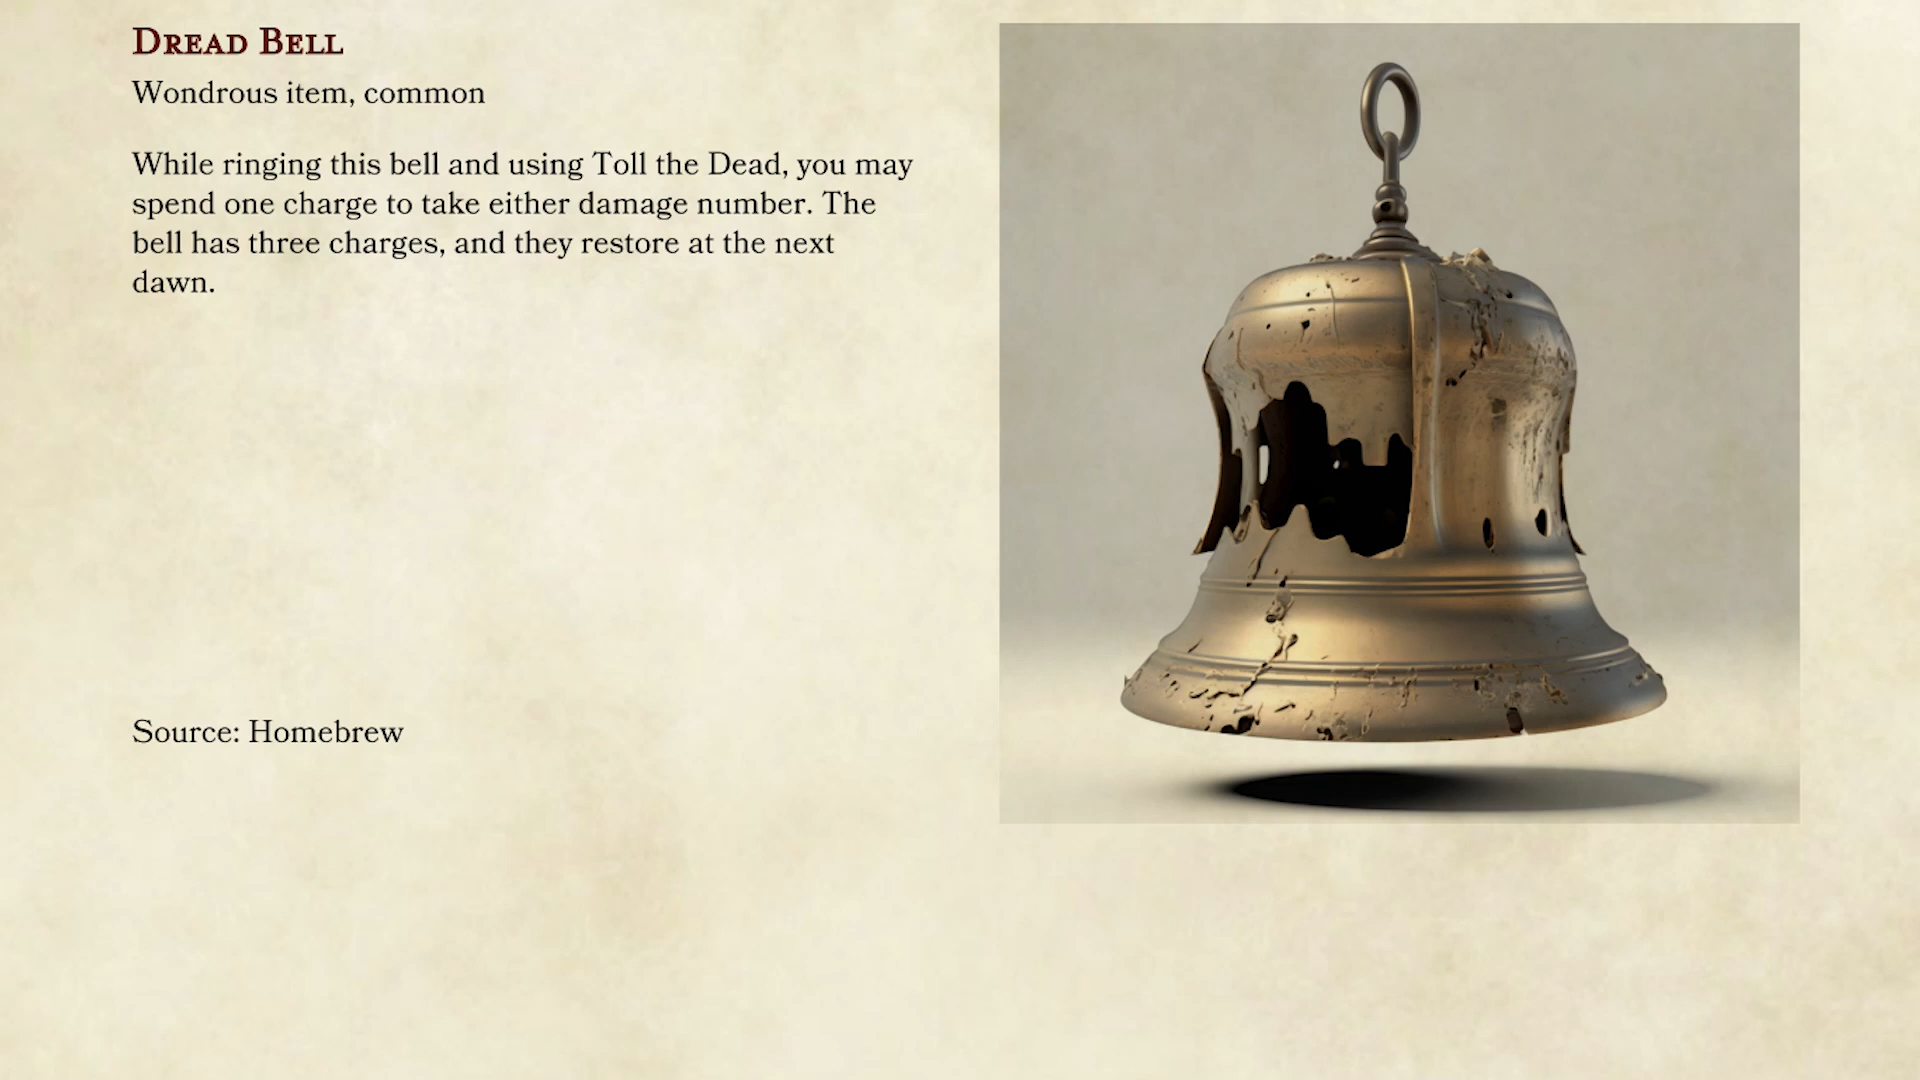 Dread Bell
Wondrous item, common
While ringing this bell and using Toll the Dead, you may
spend one charge to take either damage number. The
bell has three charges, and they restore at the next
dawn.
Source: Homebrew